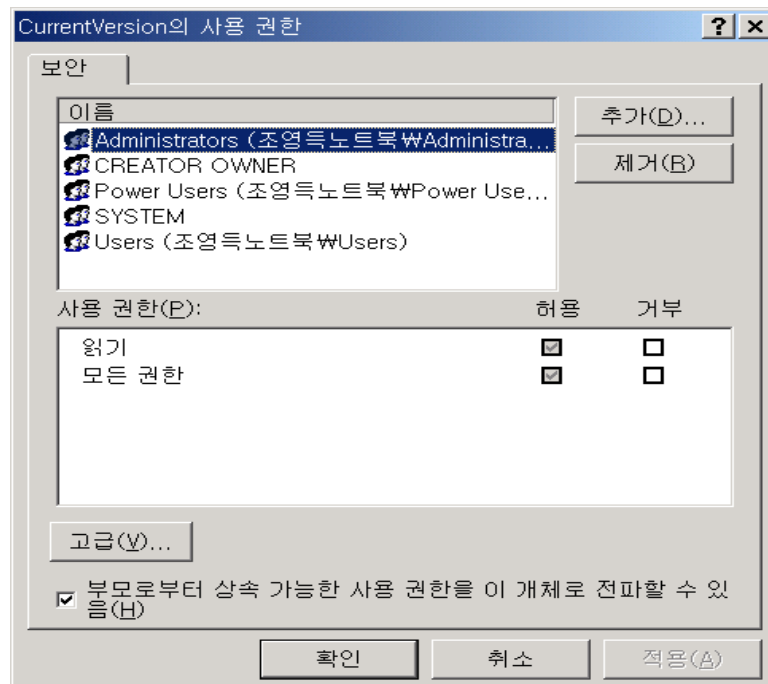 CurrentVersion의 사용 권한
보안
이름
Administrators (조영득노트북₩Administra...
CREATOR OWNER
Power Users (조영득노트북₩Power Use...
SYSTEM
Users (조영득노트북₩Users)
추가(D)...
제거(R)
사용 권한(P):
허용
거부
읽기
모든 권한
고급(V)...
부모로부터 상속 가능한 사용 권한을 이 개체로 전파할 수 있
음(H)
확인
취소
적용(A)